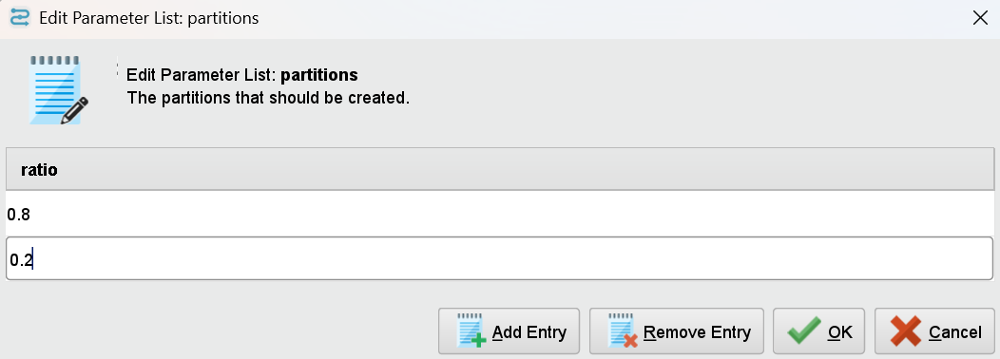 Edit Parameter List: partitions
Edit Parameter List: partitions
The partitions that should be created.
ratio
0.8
0.2
Add Entry Remove Entry OK Cancel